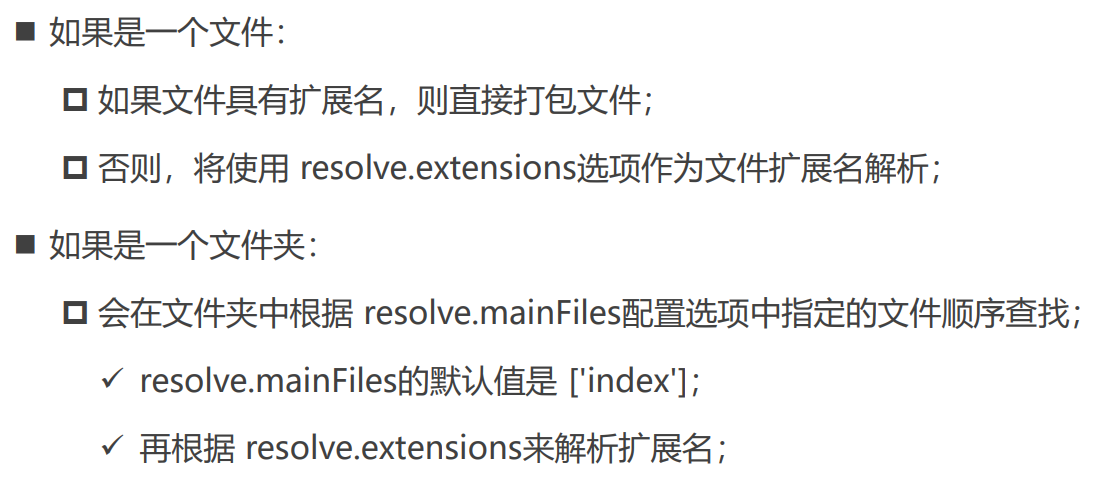 ■ 如果是一个文件：
如果文件具有扩展名，则直接打包文件；
否则，将使用 resolve.extensions选项作为文件扩展名解析；
■ 如果是一个文件夹：
会在文件夹中根据 resolve.mainFiles配置选项中指定的文件顺序查找；
✓ resolve.mainFiles的默认值是 ['index']；
✓ 再根据 resolve.extensions来解析扩展名；